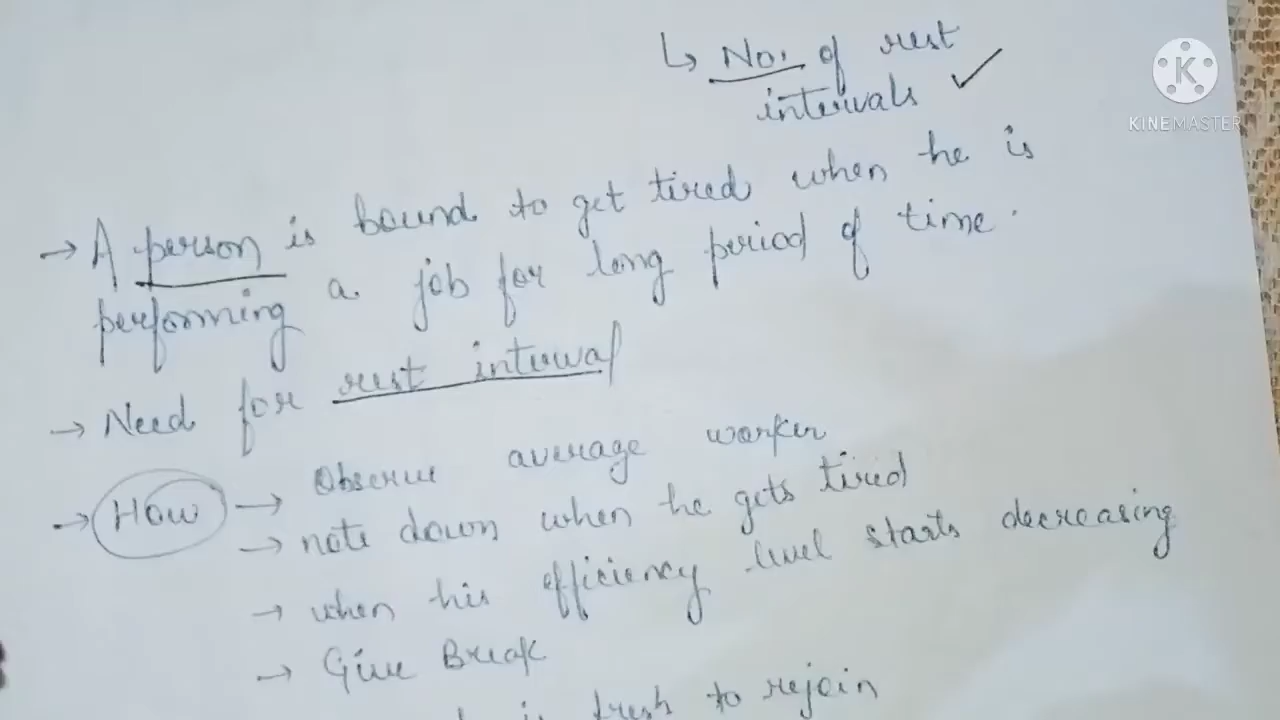 ↳ No. of rest
intervals ✓
KINEMASTER
→ A person is bound to get tired when he is
performing a job for long period of time.
→ Need for rest interval
→ How → Observe average worker
→ note down when he gets tired
→ when his efficiency level starts decreasing
→ Give Break
is fresh to rejoin